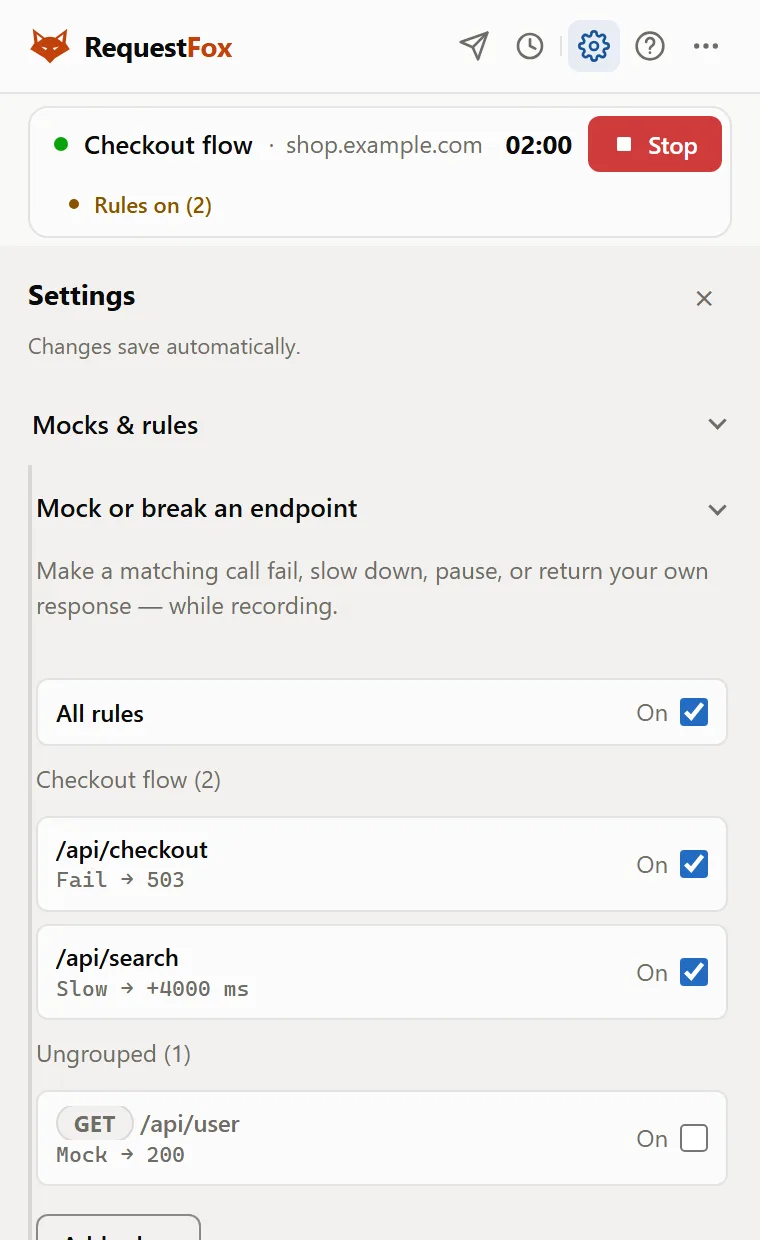 RequestFox
Checkout flow · shop.example.com 02:00 Stop
Rules on (2)
Settings
Changes save automatically.
Mocks & rules
Mock or break an endpoint
Make a matching call fail, slow down, pause, or return your own
response — while recording.
All rules On
Checkout flow (2)
/api/checkout On
Fail → 503
/api/search On
Slow → +4000 ms
Ungrouped (1)
GET /api/user On
Mock → 200